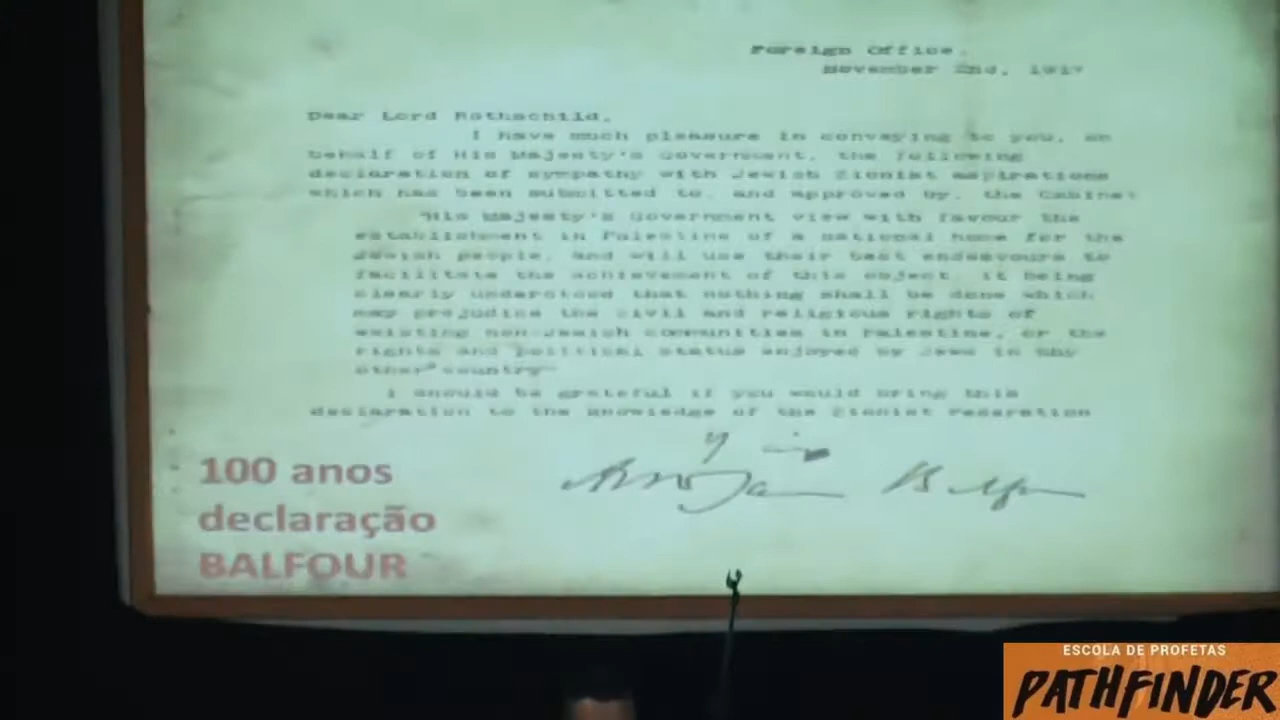 Foreign Office,
November 2nd, 1917
Dear Lord Rothschild,
I have much pleasure in conveying to you, on
behalf of His Majesty's Government, the following
declaration of sympathy with Jewish Zionist aspirations
which has been submitted to, and approved by, the Cabinet
"His Majesty's Government view with favour the
establishment in Palestine of a national home for the
Jewish people, and will use their best endeavours to
facilitate the achievement of this object, it being
clearly understood that nothing shall be done which
may prejudice the civil and religious rights of
existing non-Jewish communities in Palestine, or the
rights and political status enjoyed by Jews in any
other country"
I should be grateful if you would bring this
declaration to the knowledge of the Zionist Federation
100 anos
declaração
BALFOUR
ESCOLA DE PROFETAS
PATHFINDER